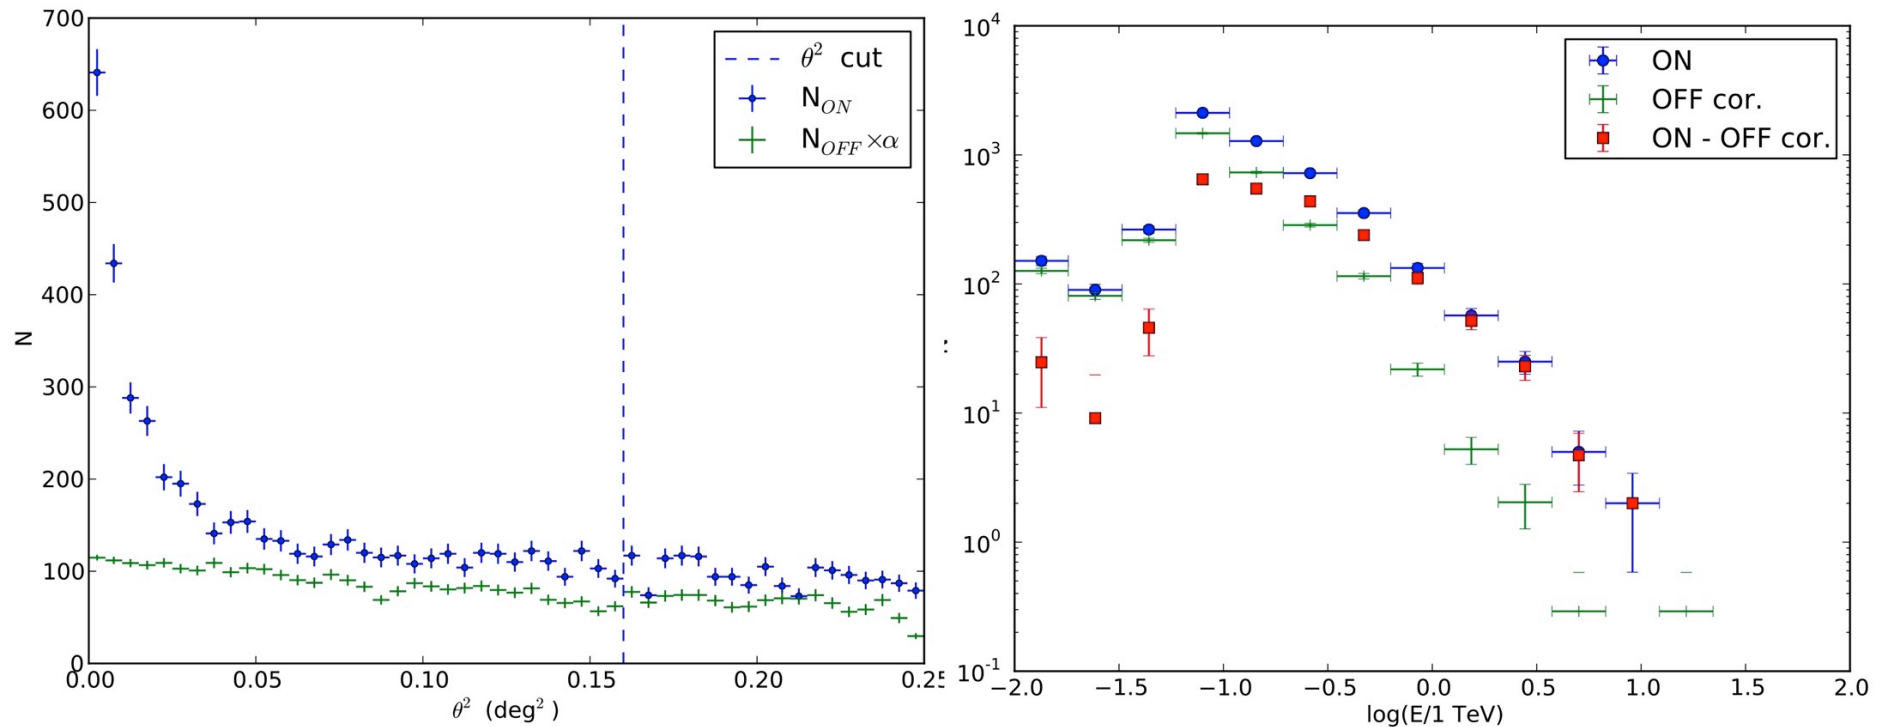 700
600
500
400
300
200
100
0
N
0.00 0.05 0.10 0.15 0.20 0.25
θ² (deg²)
θ² cut
N_ON
N_OFF×α
10⁴
10³
10²
10¹
10⁰
10⁻¹
−2.0 −1.5 −1.0 −0.5 0.0 0.5 1.0 1.5 2.0
log(E/1 TeV)
ON
OFF cor.
ON - OFF cor.